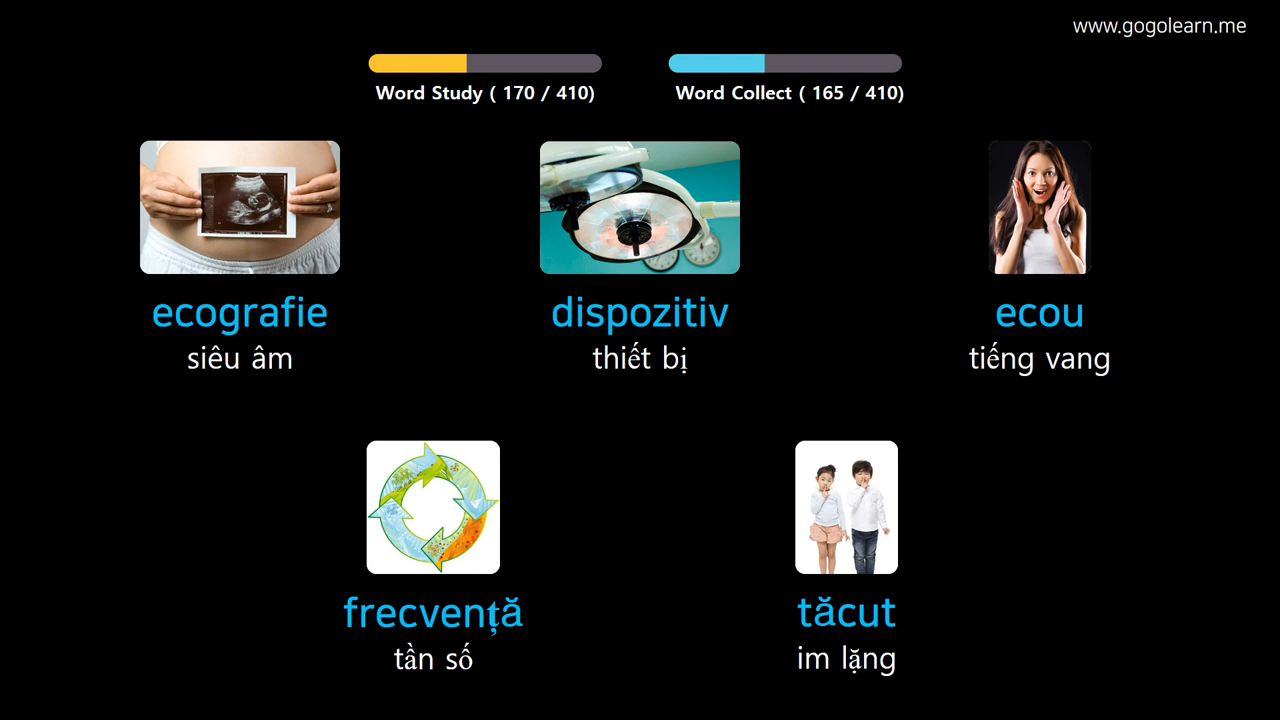 www.gogolearn.me
Word Study ( 170 / 410)
Word Collect ( 165 / 410)
ecografie
siêu âm
dispozitiv
thiết bị
ecou
tiếng vang
frecvență
tần số
tăcut
im lặng